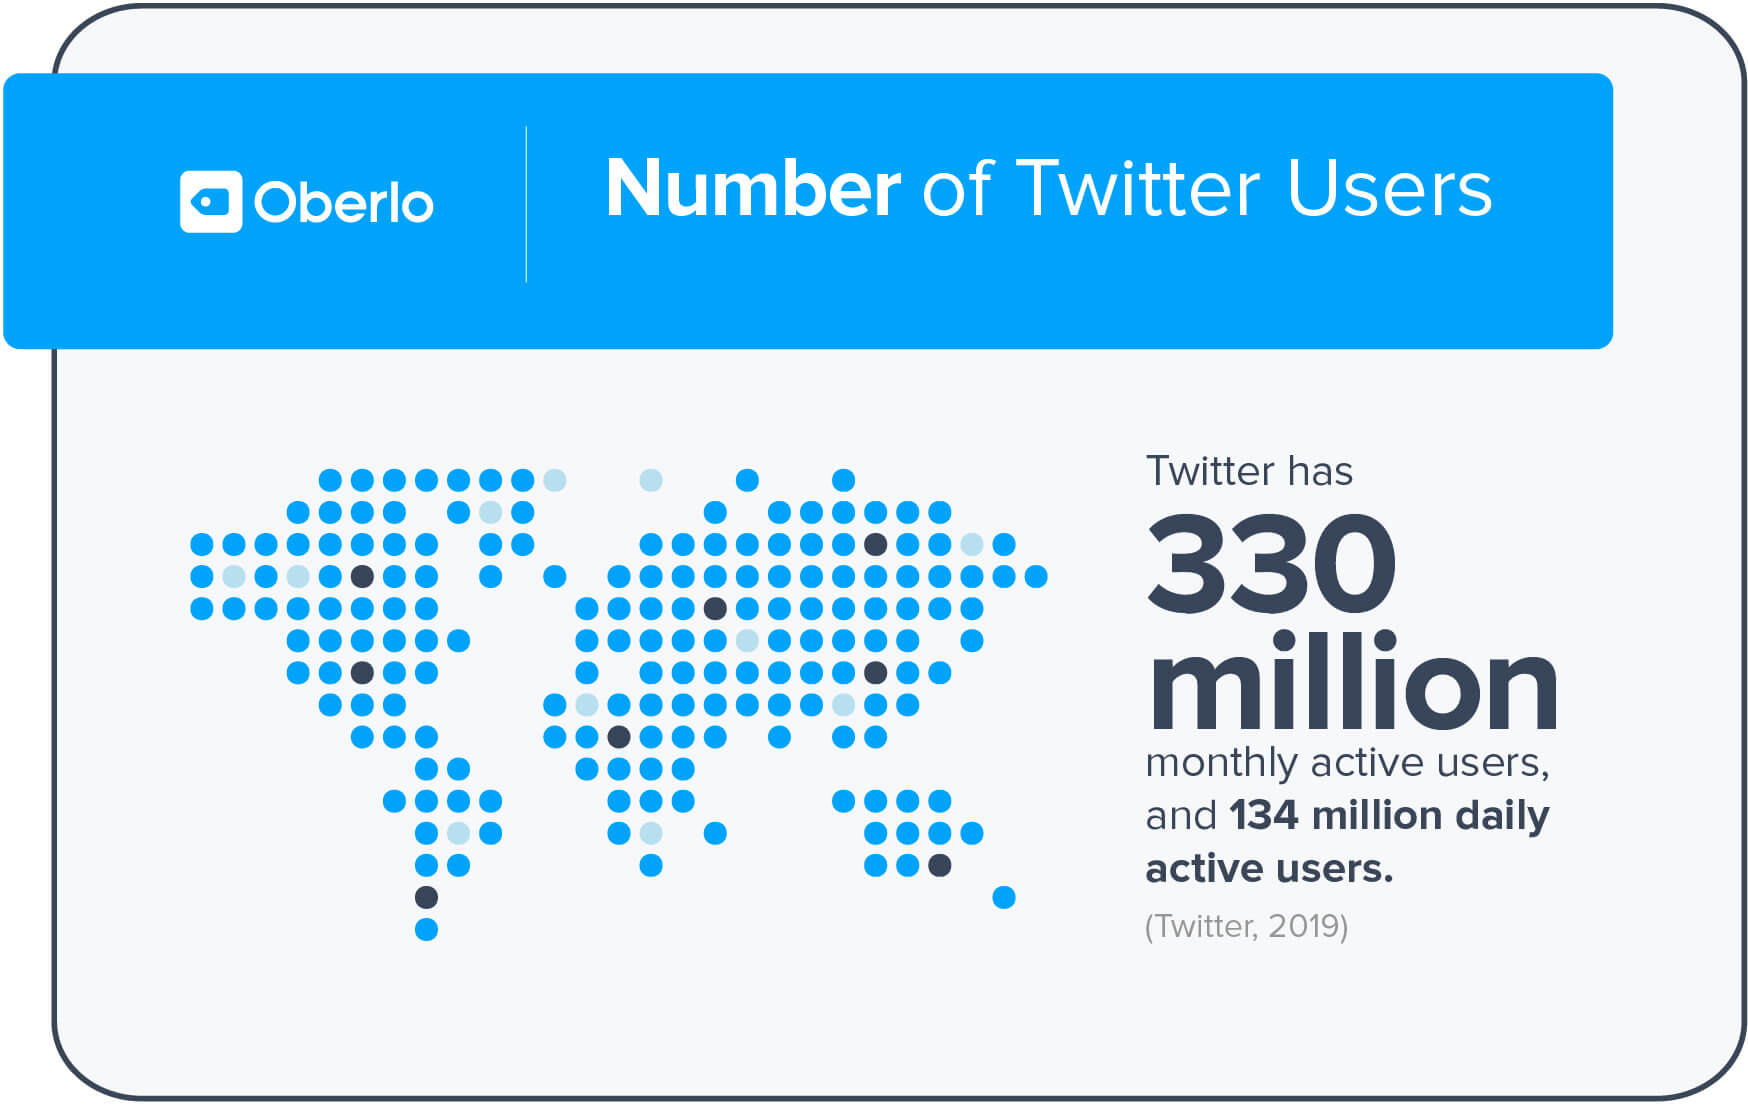 Oberlo
Number of Twitter Users
Twitter has
330
million
monthly active users,
and 134 million daily
active users.
(Twitter, 2019)